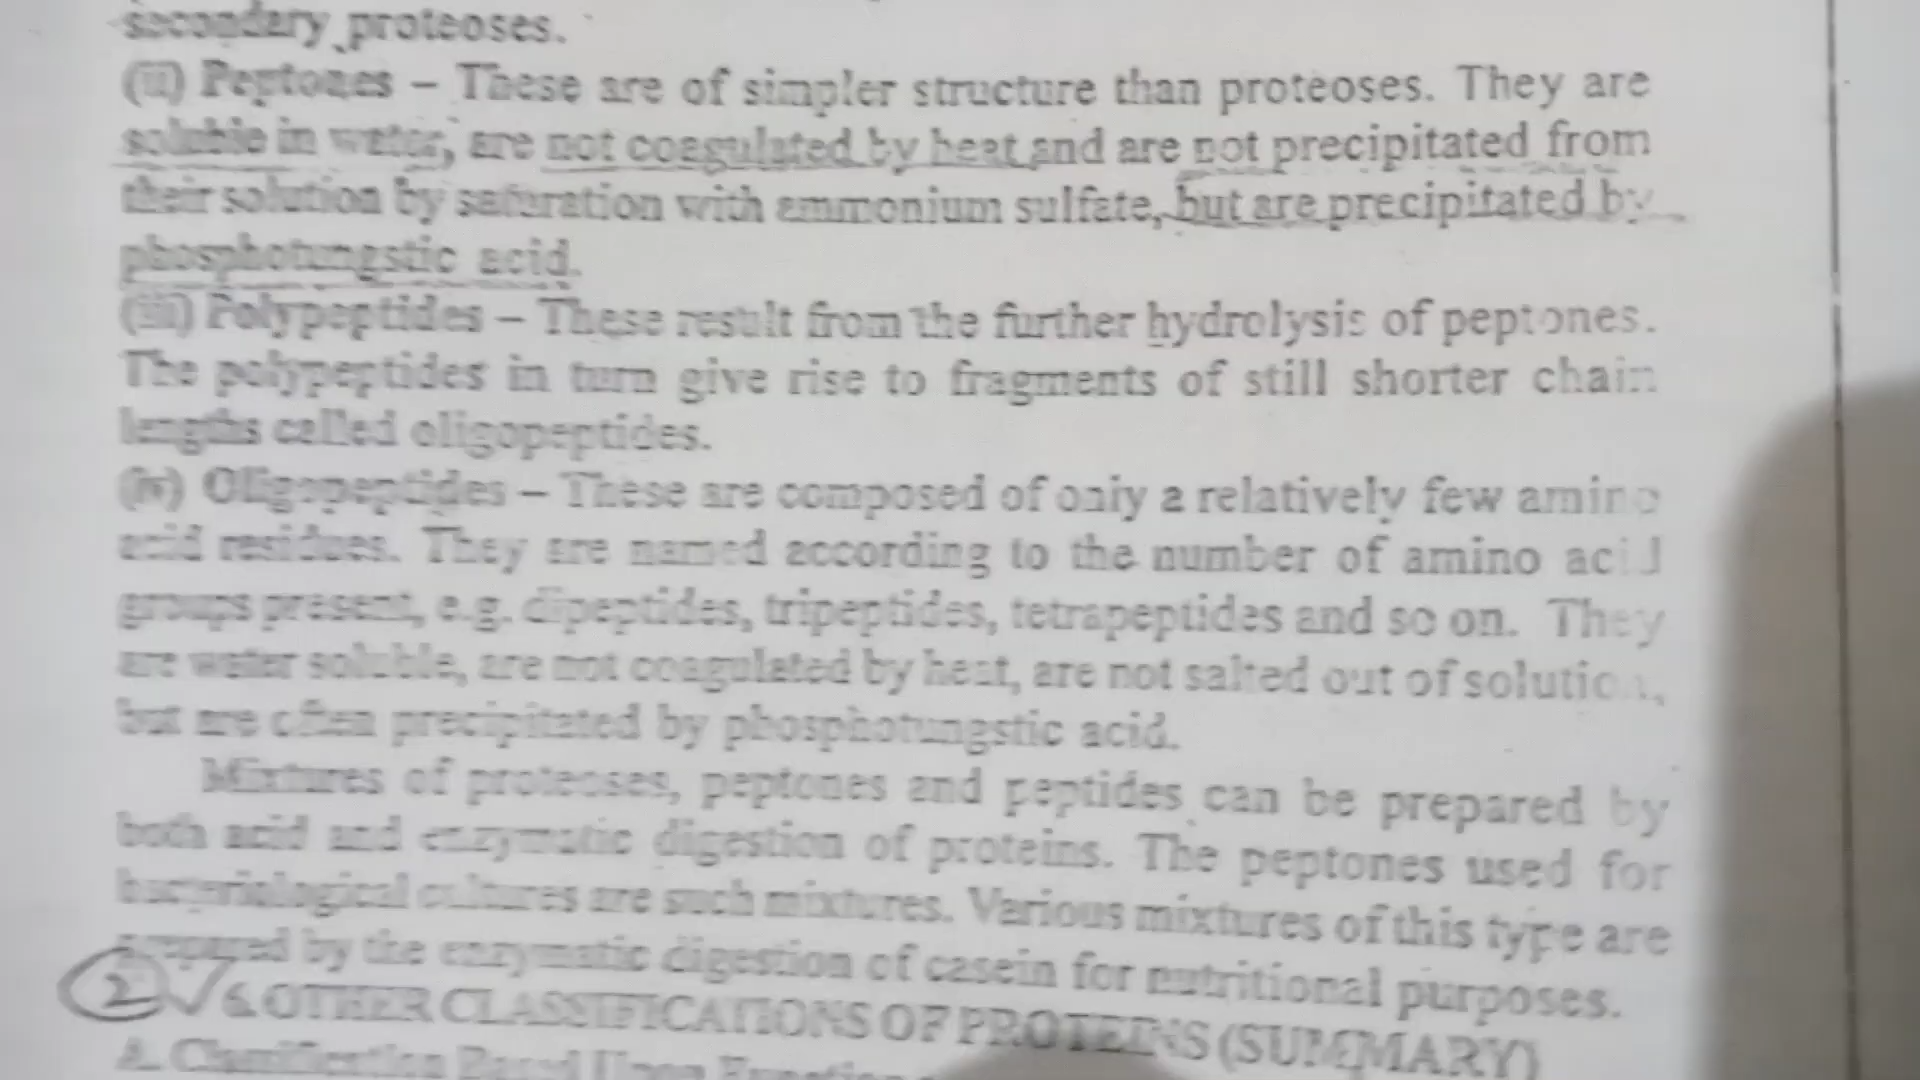 secondary proteoses.
(ii) Peptones – These are of simpler structure than proteoses. They are
soluble in water, are not coagulated by heat and are not precipitated from
their solution by saturation with ammonium sulfate, but are precipitated by
phosphotungstic acid.
(iii) Polypeptides – These result from the further hydrolysis of peptones.
The polypeptides in turn give rise to fragments of still shorter chain
lengths called oligopeptides.
(iv) Oligopeptides – These are composed of only a relatively few amino
acid residues. They are named according to the number of amino acid
groups present, e.g. dipeptides, tripeptides, tetrapeptides and so on. They
are water soluble, are not coagulated by heat, are not salted out of solution,
but are often precipitated by phosphotungstic acid.
Mixtures of proteoses, peptones and peptides can be prepared by
both acid and enzymatic digestion of proteins. The peptones used for
bacteriological cultures are such mixtures. Various mixtures of this type are
prepared by the enzymatic digestion of casein for nutritional purposes.
2 ✓ 6. OTHER CLASSIFICATIONS OF PROTEINS (SUMMARY)
A. Classification Based Upon Function